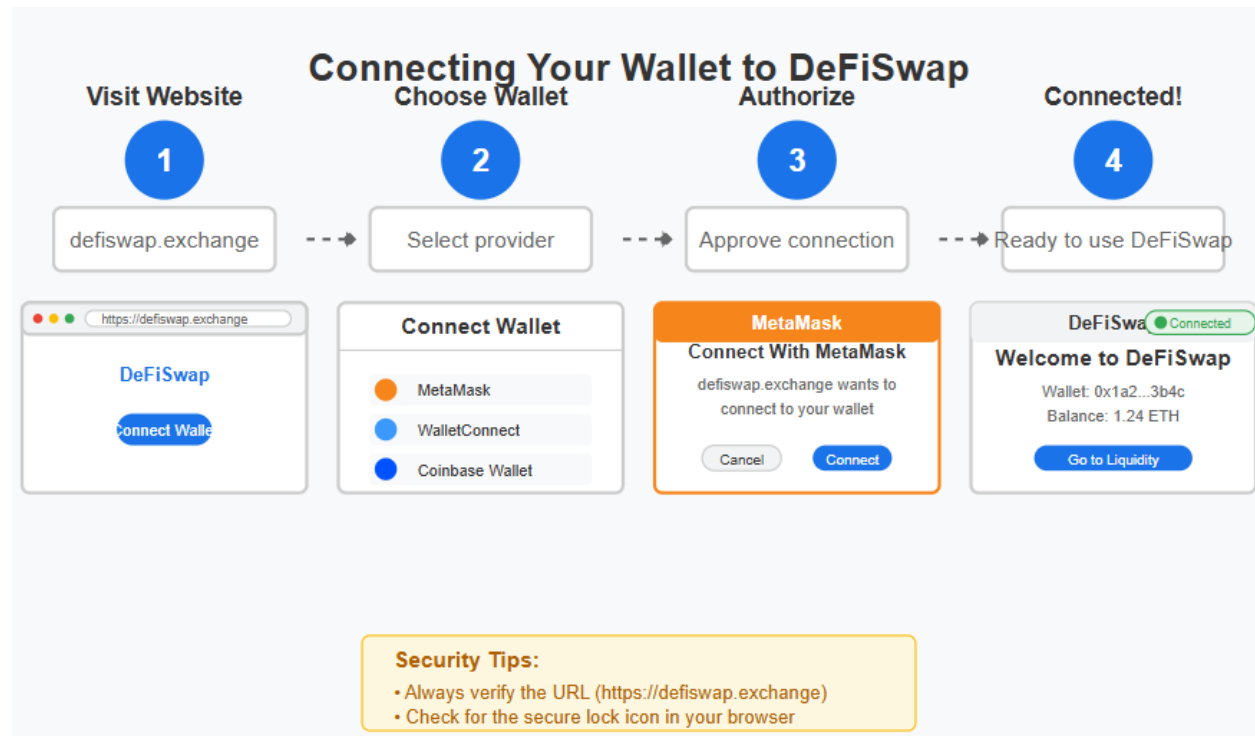 Connecting Your Wallet to DeFiSwap
Visit Website
Choose Wallet
Authorize
Connected!
1
2
3
4
defiswap.exchange
Select provider
Approve connection
Ready to use DeFiSwap
https://defiswap.exchange
DeFiSwap
Connect Walle
Connect Wallet
MetaMask
WalletConnect
Coinbase Wallet
MetaMask
Connect With MetaMask
defiswap.exchange wants to
connect to your wallet
Cancel
Connect
DeFiSwa
Connected
Welcome to DeFiSwap
Wallet: 0x1a2...3b4c
Balance: 1.24 ETH
Go to Liquidity
Security Tips:
• Always verify the URL (https://defiswap.exchange)
• Check for the secure lock icon in your browser